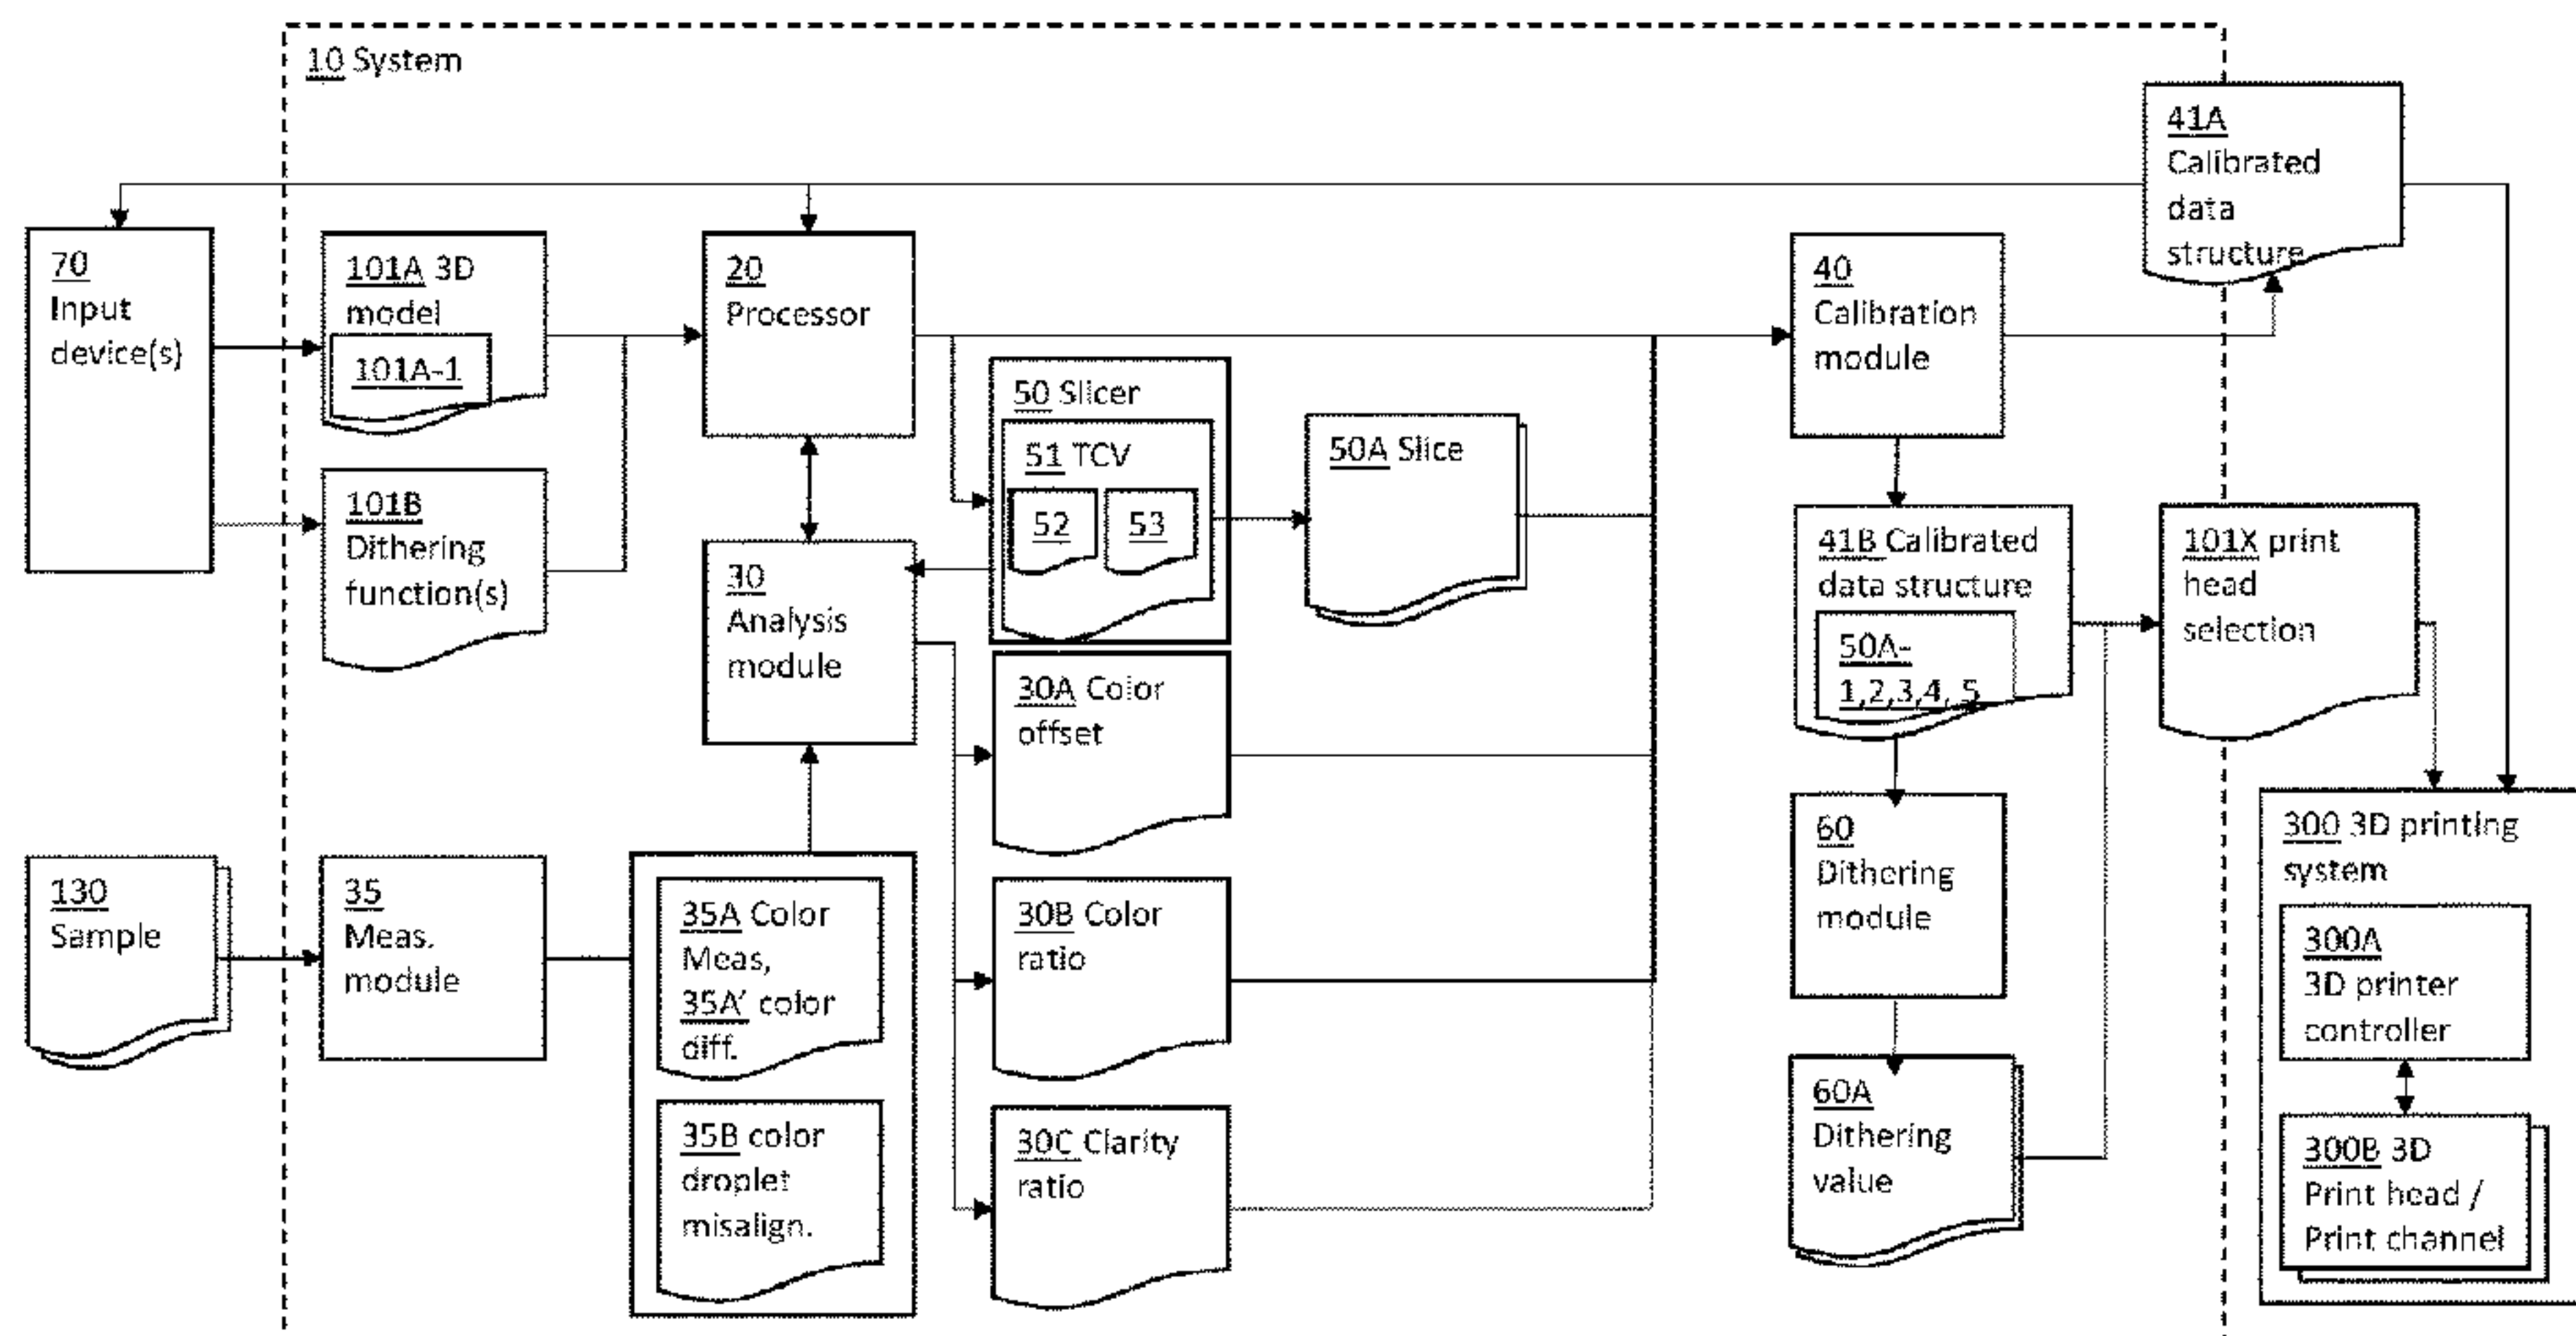 10 System
41A
Calibrated
data
structure
70
Input
device(s)
101A 3D
model
101A-1
20
Processor
40
Calibration
module
50 Slicer
51 TCV
52
53
50A Slice
101B
Dithering
function(s)
30
Analysis
module
41B Calibrated
data structure
50A-
1,2,3,4, 5
101X print
head
selection
30A Color
offset
130
Sample
35
Meas.
module
35A Color
Meas,
35A' color
diff.
35B color
droplet
misalign.
30B Color
ratio
30C Clarity
ratio
60
Dithering
module
60A
Dithering
value
300 3D printing
system
300A
3D printer
controller
300B 3D
Print head /
Print channel